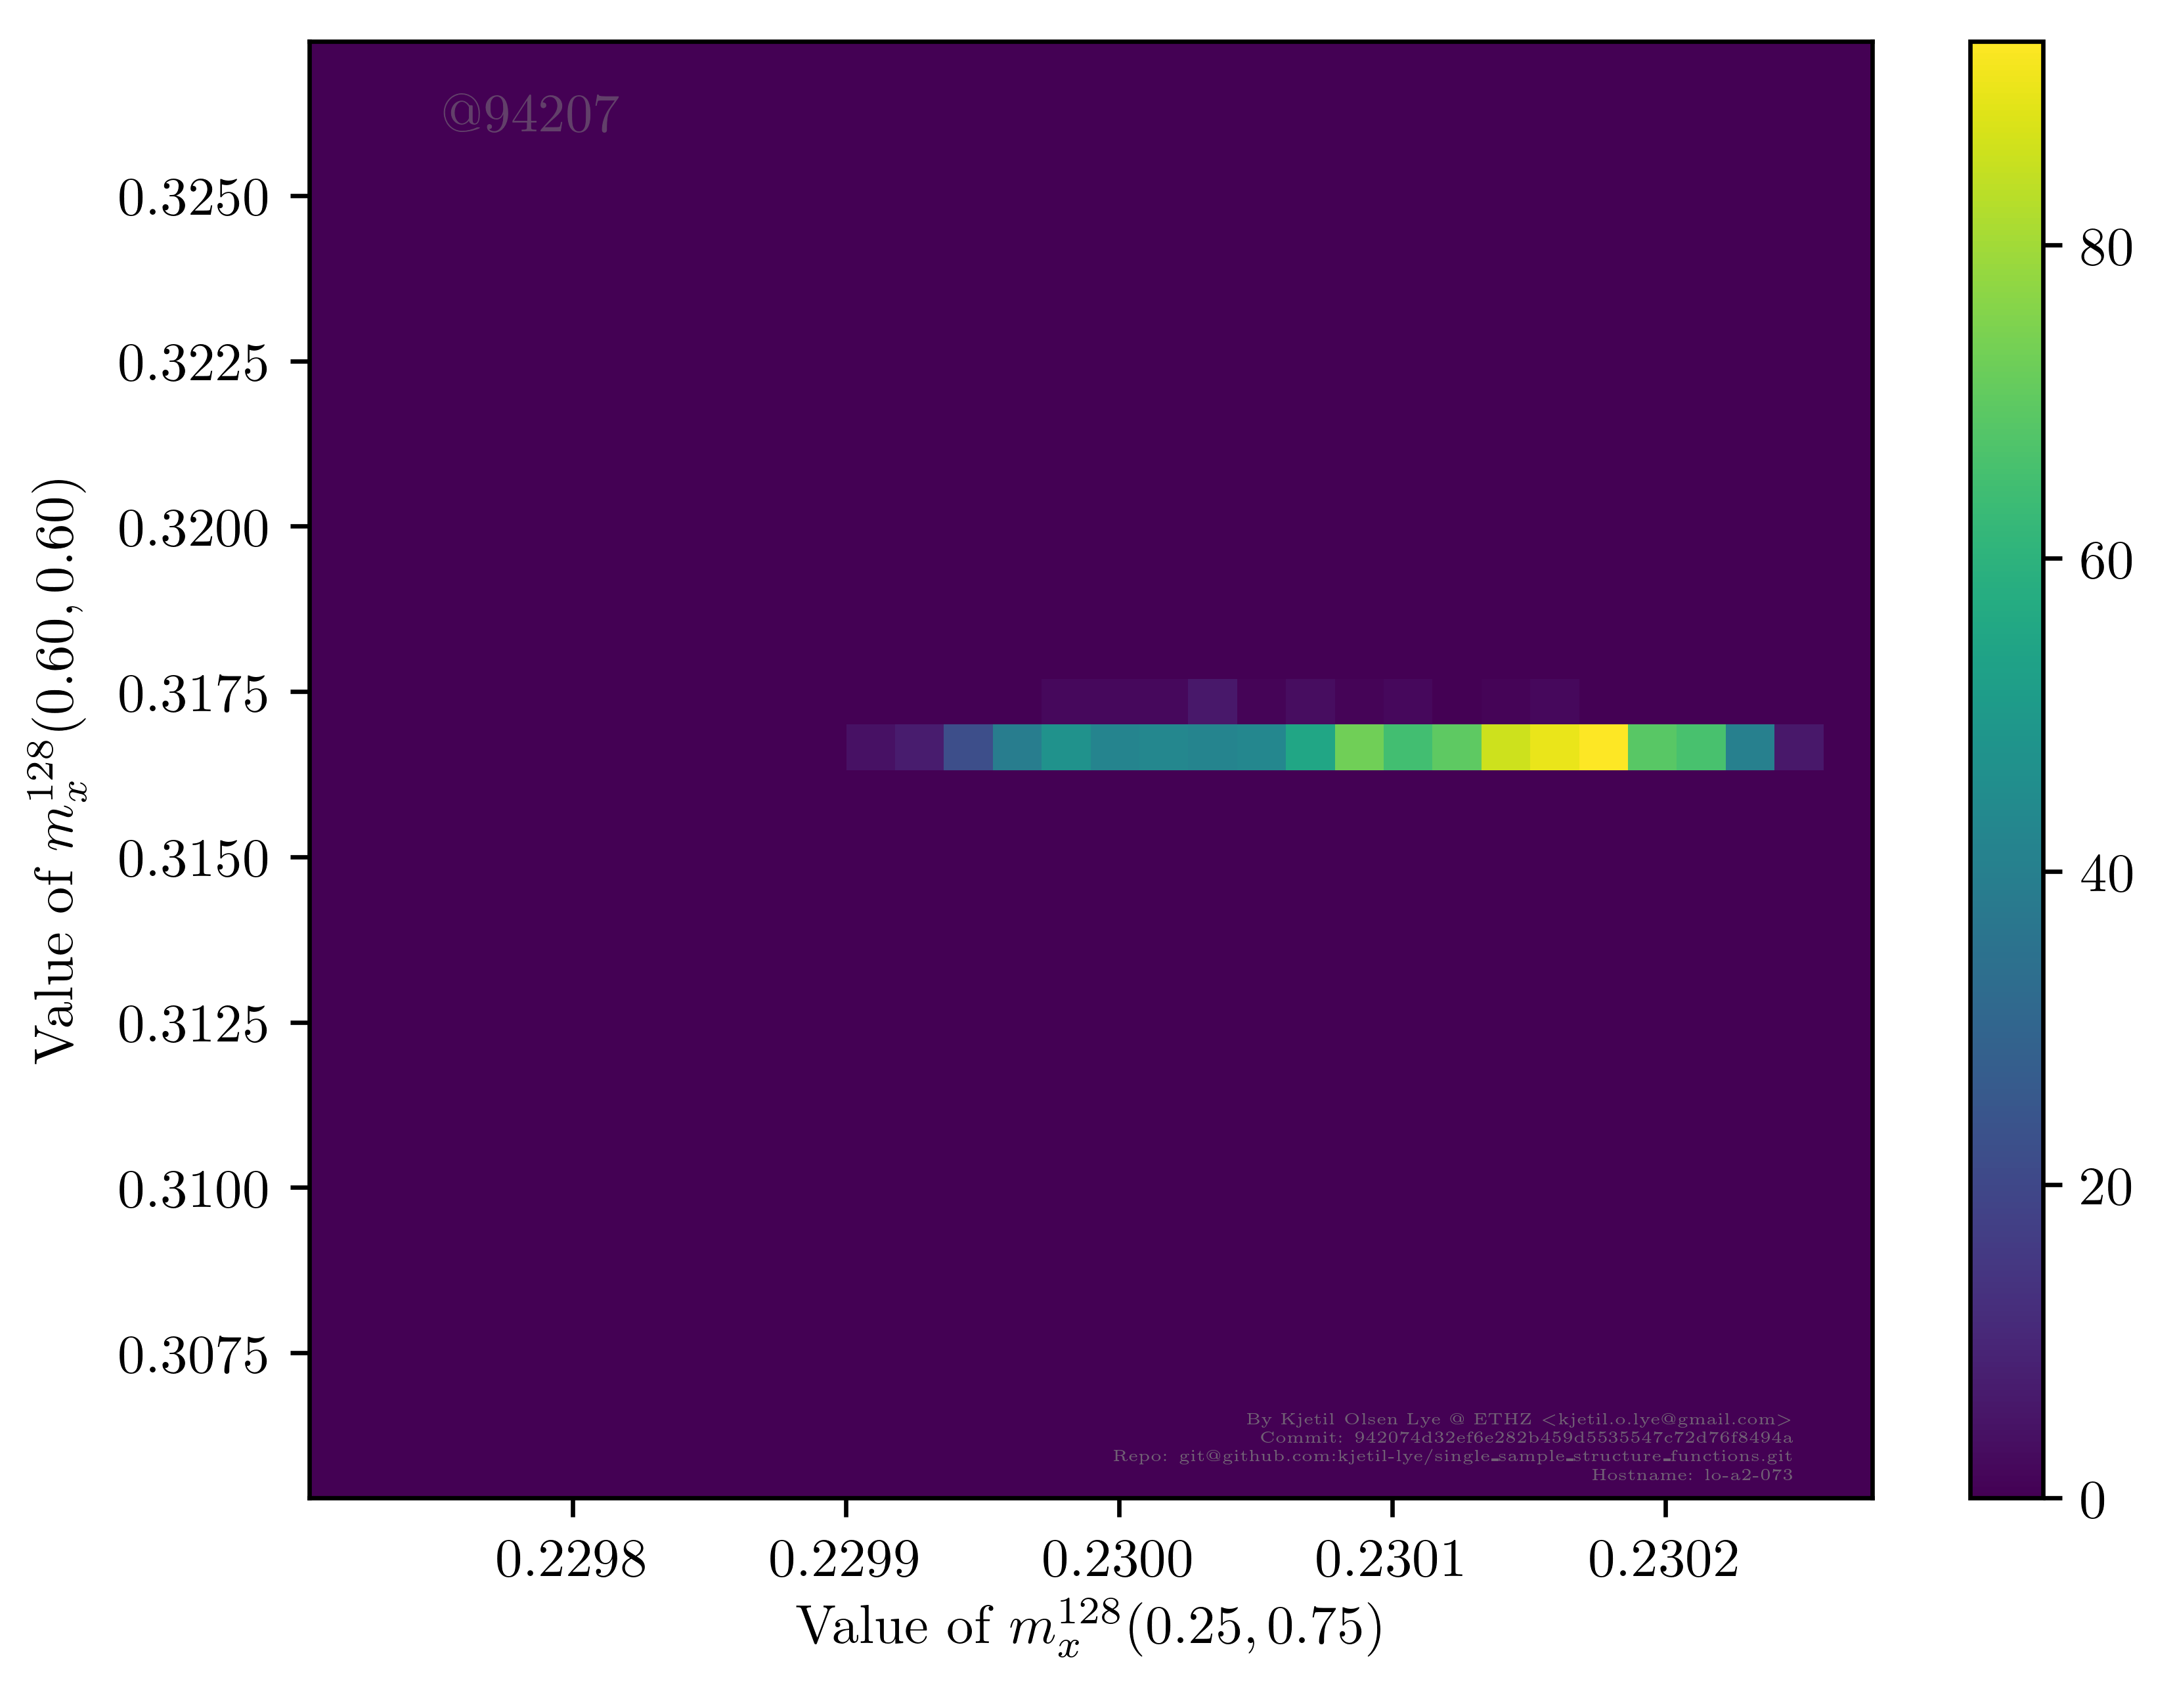 @94207
0.3250
0.3225
0.3200
0.3175
0.3150
0.3125
0.3100
0.3075
Value of $m_x^{128}(0.60, 0.60)$
0.2298 0.2299 0.2300 0.2301 0.2302
Value of $m_x^{128}(0.25, 0.75)$
80
60
40
20
0
By Kjetil Olsen Lye @ ETHZ <kjetil.o.lye@gmail.com>
Commit: 942074d32ef6e282b459d5535547c72d76f8494a
Repo: git@github.com:kjetil-lye/single_sample_structure_functions.git
Hostname: lo-a2-073